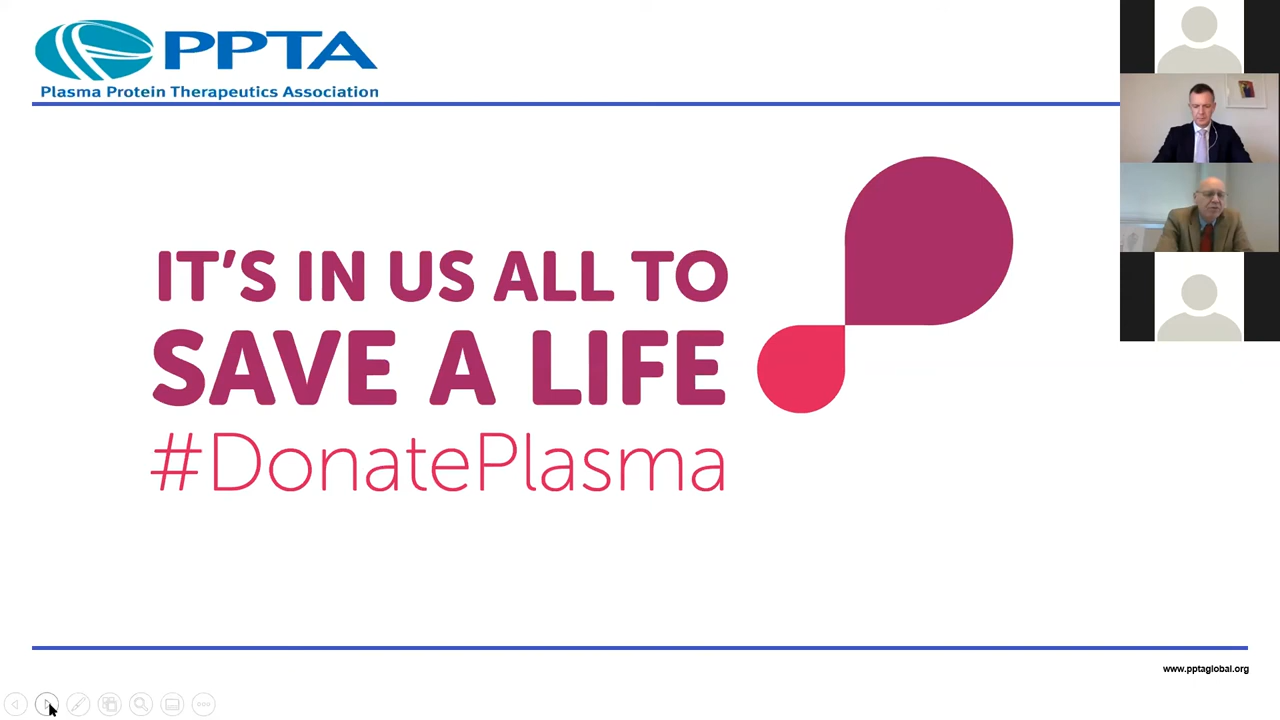 PPTA
Plasma Protein Therapeutics Association
IT'S IN US ALL TO
SAVE A LIFE
#DonatePlasma
www.pptaglobal.org